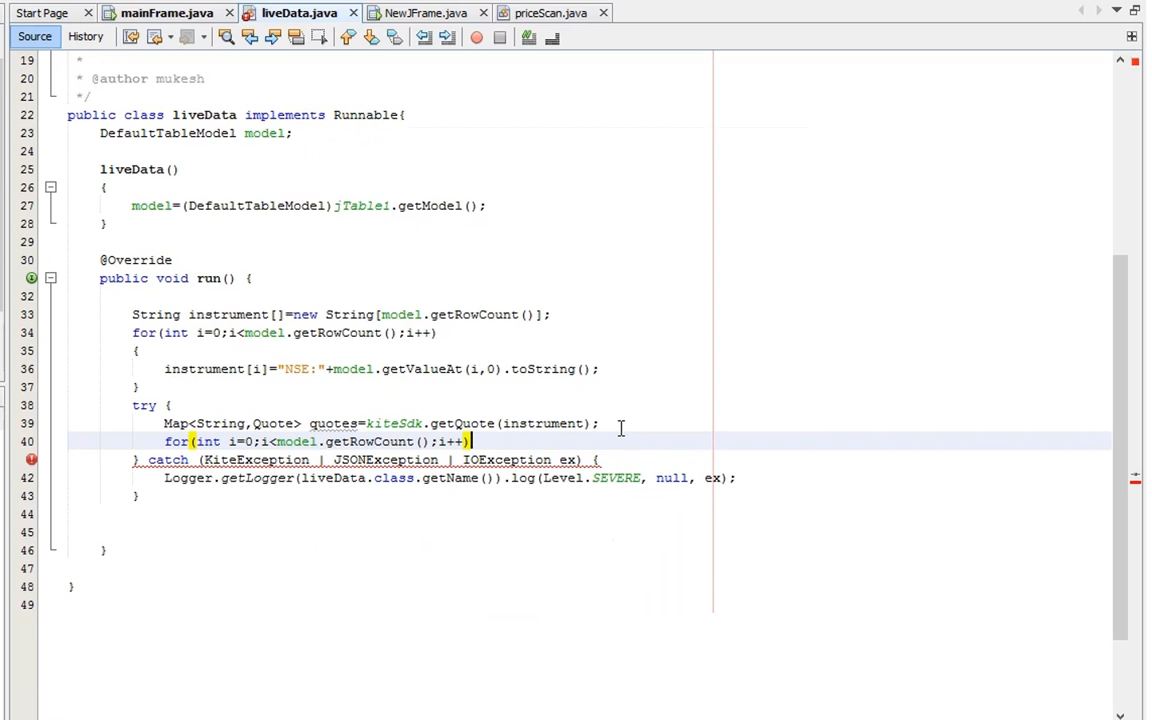 Start Page mainFrame.java liveData.java NewJFrame.java priceScan.java
Source History
19 *
20 * @author mukesh
21 */
22 public class liveData implements Runnable{
23 DefaultTableModel model;
24
25 liveData()
26 {
27 model=(DefaultTableModel)jTable1.getModel();
28 }
29
30 @Override
public void run() {
32
33 String instrument[]=new String[model.getRowCount()];
34 for(int i=0;i<model.getRowCount();i++)
35 {
36 instrument[i]="NSE:"+model.getValueAt(i,0).toString();
37 }
38 try {
39 Map<String,Quote> quotes=kiteSdk.getQuote(instrument);
40 for(int i=0;i<model.getRowCount();i++)
} catch (KiteException | JSONException | IOException ex) {
42 Logger.getLogger(liveData.class.getName()).log(Level.SEVERE, null, ex);
43 }
44
45
46 }
47
48 }
49